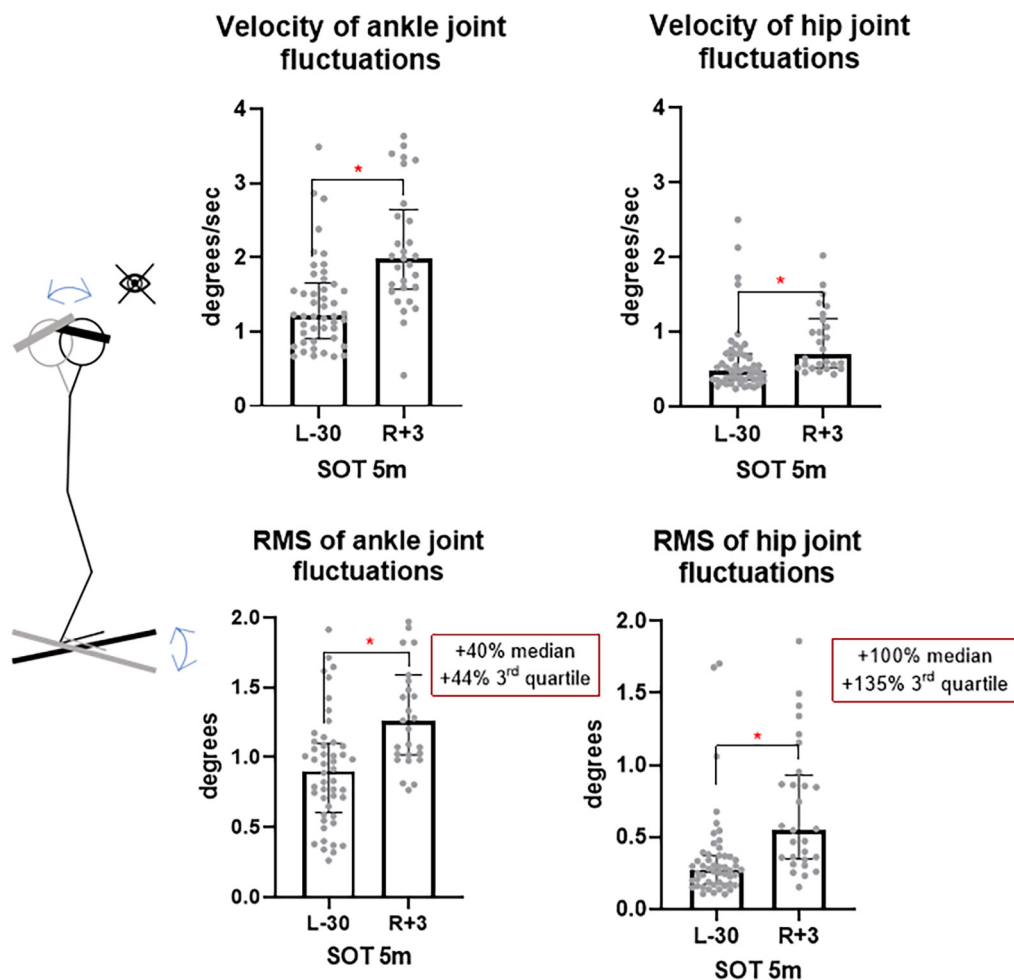 Velocity of ankle joint
fluctuations
degrees/sec
4
3
2
1
0
*
L-30 R+3
SOT 5m
Velocity of hip joint
fluctuations
degrees/sec
4
3
2
1
0
*
L-30 R+3
SOT 5m
RMS of ankle joint
fluctuations
degrees
2.0
1.5
1.0
0.5
0.0
*
+40% median
+44% 3rd quartile
L-30 R+3
SOT 5m
RMS of hip joint
fluctuations
degrees
2.0
1.5
1.0
0.5
0.0
*
+100% median
+135% 3rd quartile
L-30 R+3
SOT 5m